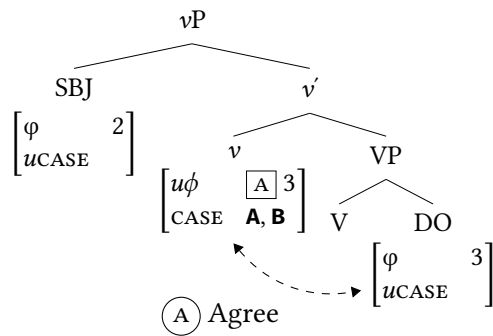 vP
SBJ
v′
φ 2
uCASE
v
VP
uϕ A 3
CASE A, B
V
DO
φ 3
uCASE
A Agree